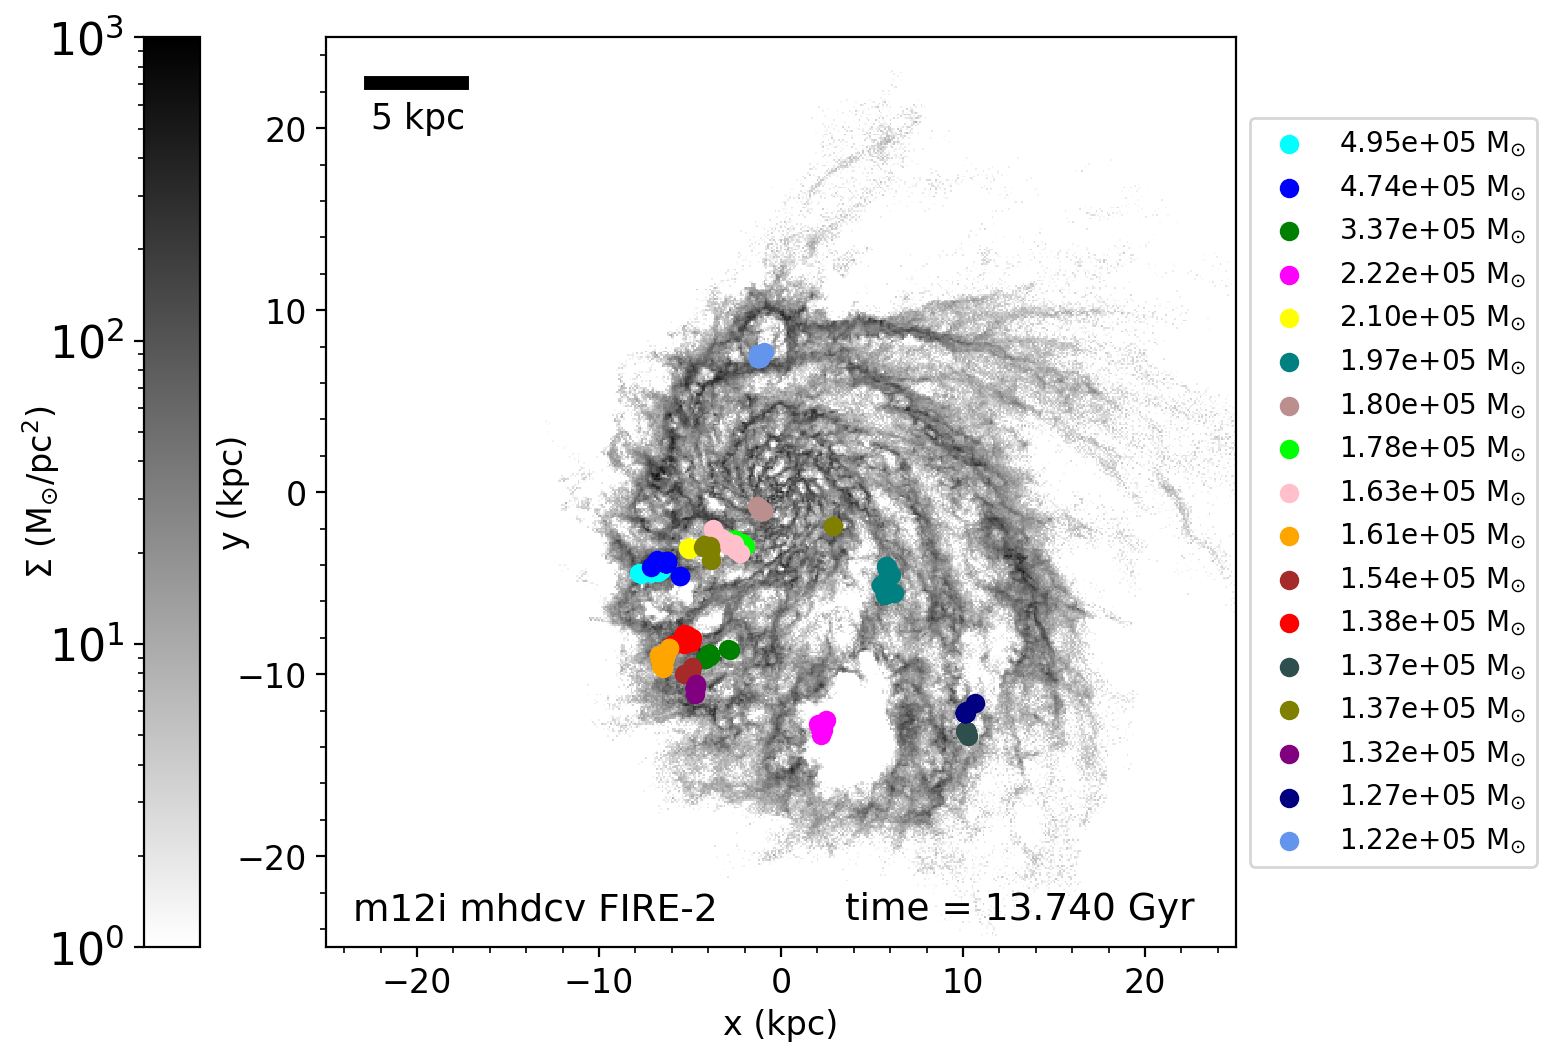 10³
10²
10¹
10⁰
Σ (M⊙/pc²)
y (kpc)
20
10
0
−10
−20
5 kpc
m12i mhdcv FIRE-2
time = 13.740 Gyr
−20
−10
0
10
20
x (kpc)
4.95e+05 M⊙
4.74e+05 M⊙
3.37e+05 M⊙
2.22e+05 M⊙
2.10e+05 M⊙
1.97e+05 M⊙
1.80e+05 M⊙
1.78e+05 M⊙
1.63e+05 M⊙
1.61e+05 M⊙
1.54e+05 M⊙
1.38e+05 M⊙
1.37e+05 M⊙
1.37e+05 M⊙
1.32e+05 M⊙
1.27e+05 M⊙
1.22e+05 M⊙